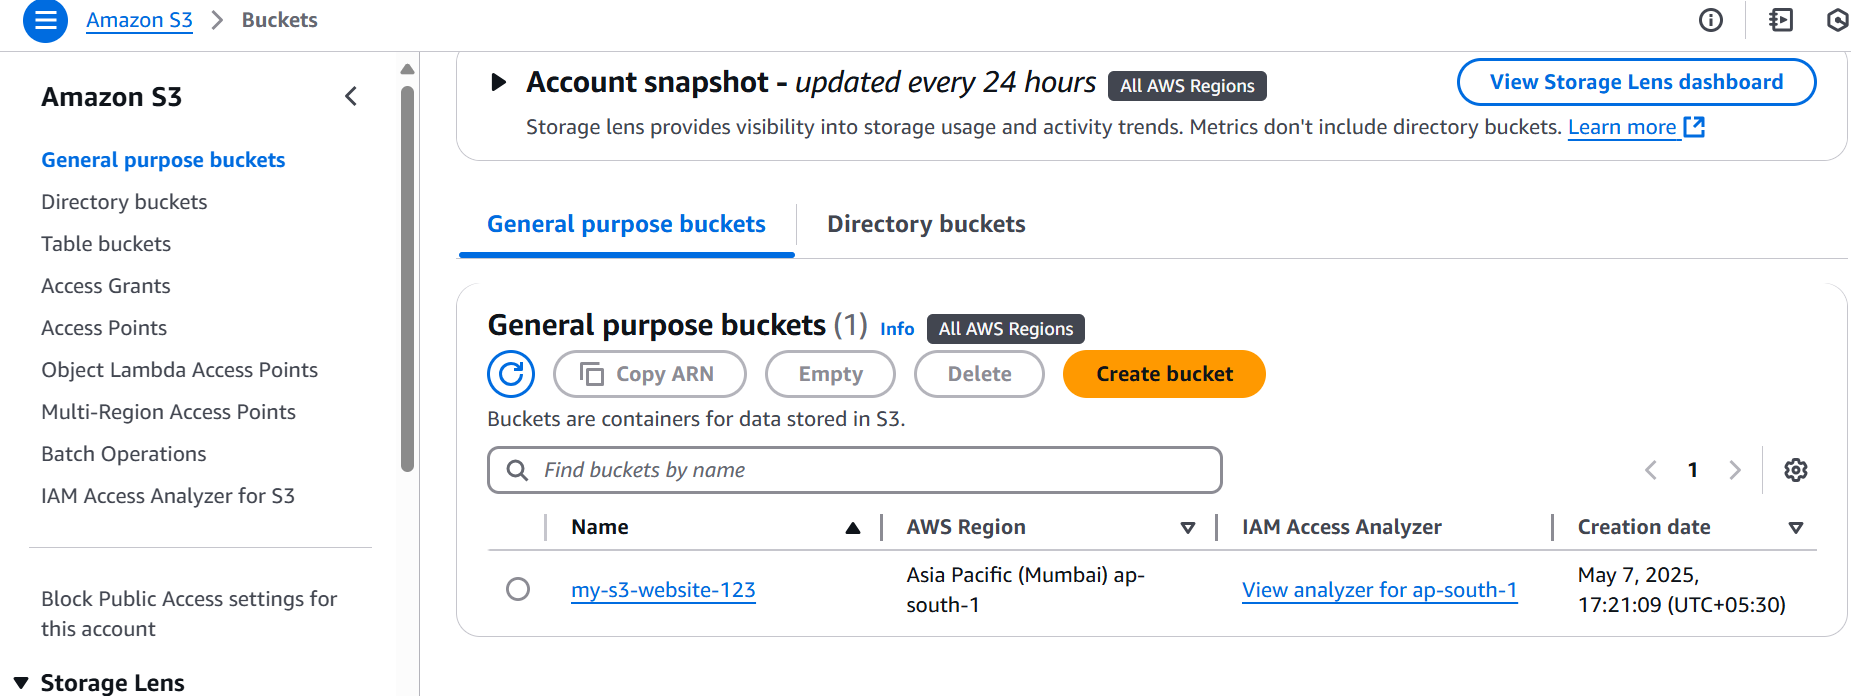 Amazon S3 > Buckets
Amazon S3
General purpose buckets
Directory buckets
Table buckets
Access Grants
Access Points
Object Lambda Access Points
Multi-Region Access Points
Batch Operations
IAM Access Analyzer for S3
Block Public Access settings for
this account
Storage Lens
Account snapshot - updated every 24 hours All AWS Regions
View Storage Lens dashboard
Storage lens provides visibility into storage usage and activity trends. Metrics don't include directory buckets. Learn more
General purpose buckets Directory buckets
General purpose buckets (1) Info All AWS Regions
Copy ARN Empty Delete Create bucket
Buckets are containers for data stored in S3.
Find buckets by name
1
Name AWS Region IAM Access Analyzer Creation date
my-s3-website-123
Asia Pacific (Mumbai) ap-
south-1
View analyzer for ap-south-1
May 7, 2025,
17:21:09 (UTC+05:30)